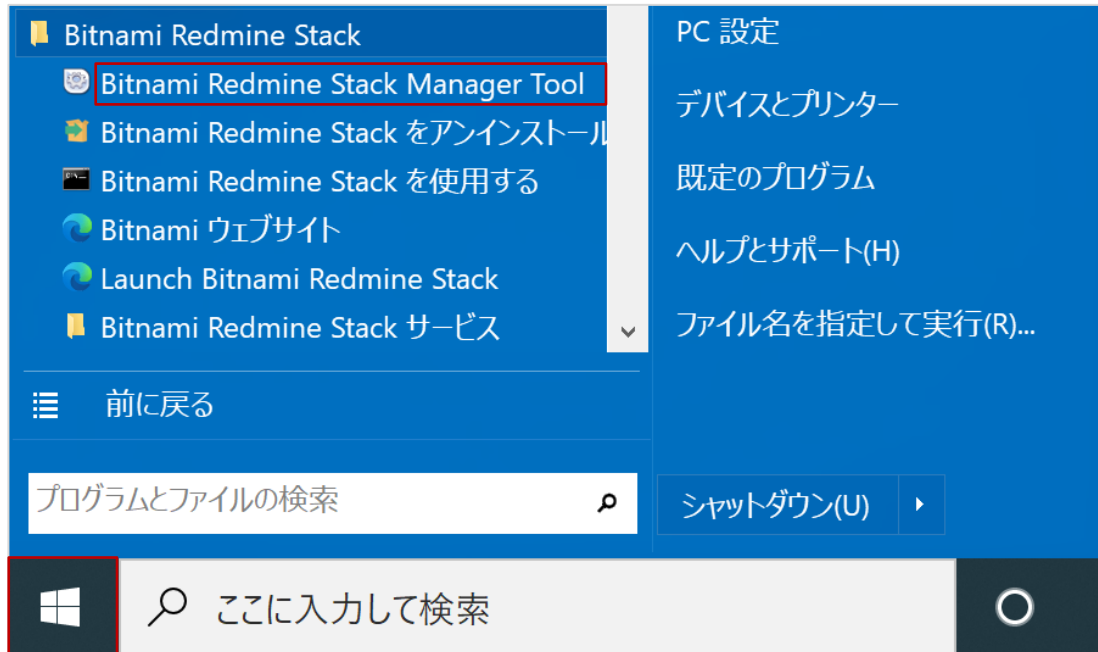 Bitnami Redmine Stack
Bitnami Redmine Stack Manager Tool
Bitnami Redmine Stack をアンインストール
Bitnami Redmine Stack を使用する
Bitnami ウェブサイト
Launch Bitnami Redmine Stack
Bitnami Redmine Stack サービス
前に戻る
プログラムとファイルの検索
PC 設定
デバイスとプリンター
既定のプログラム
ヘルプとサポート(H)
ファイル名を指定して実行(R)...
シャットダウン(U)
ここに入力して検索